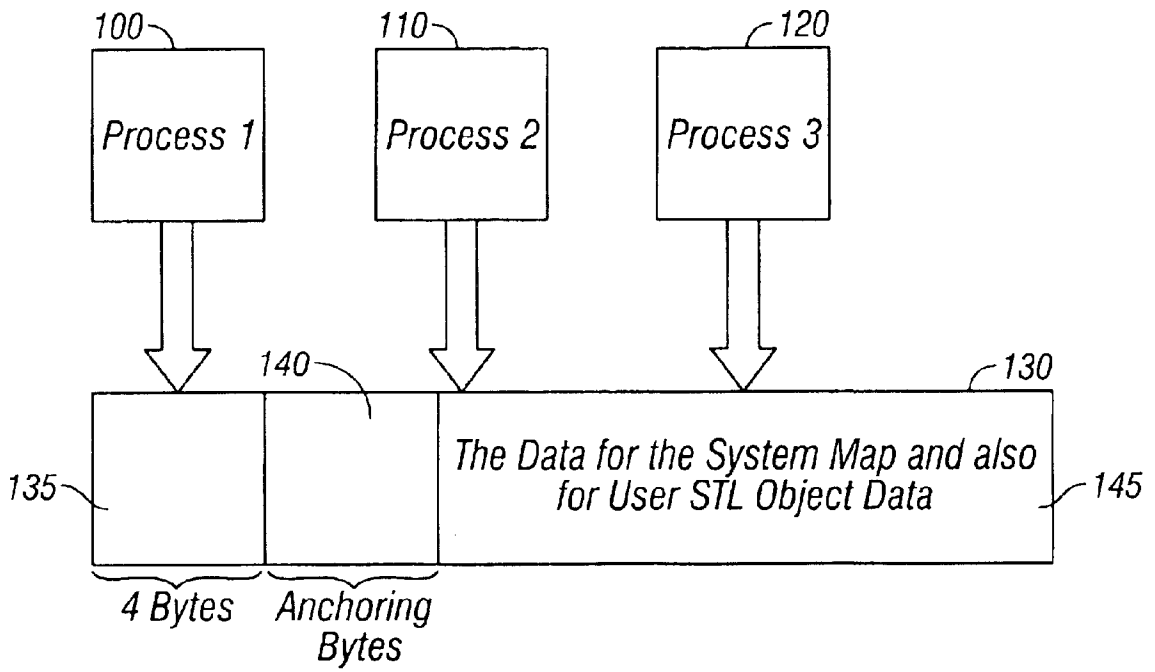 100
110
120
Process 1
Process 2
Process 3
140
130
135
The Data for the System Map and also
for User STL Object Data
145
4 Bytes
Anchoring
Bytes